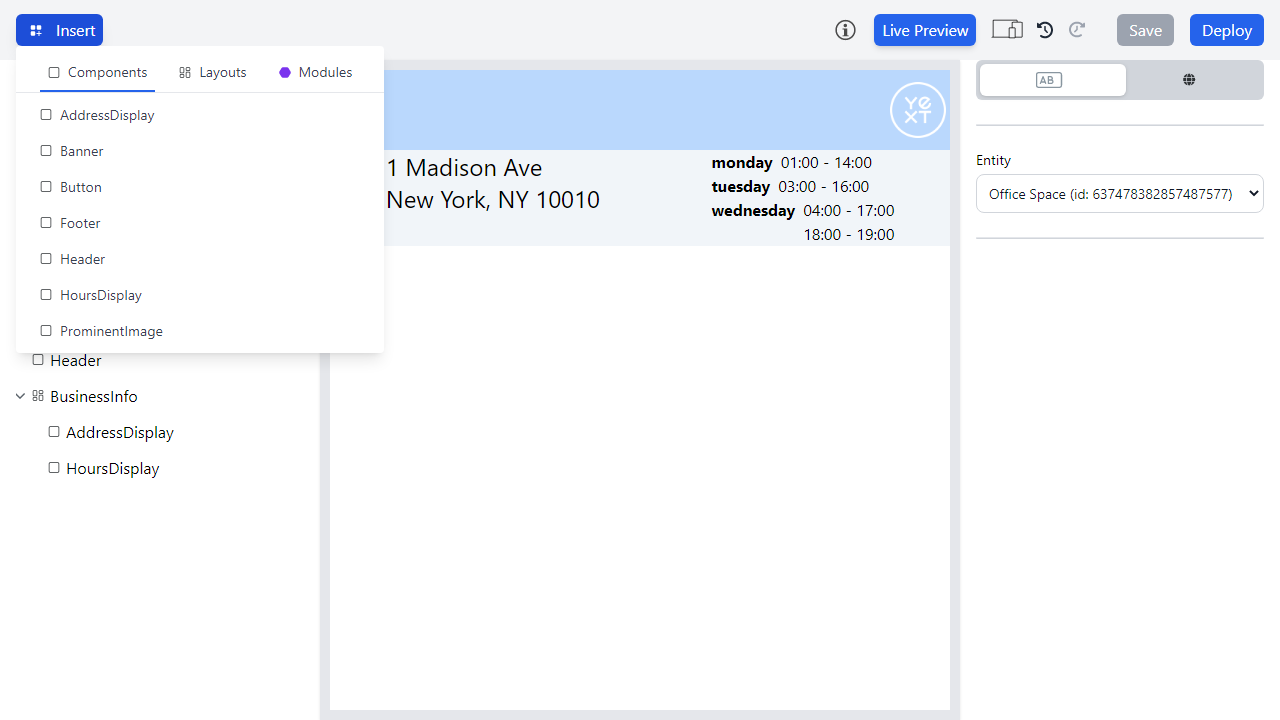 Insert
Live Preview
Save
Deploy
Components
Layouts
Modules
AddressDisplay
Banner
Button
Footer
Header
HoursDisplay
ProminentImage
Header
BusinessInfo
AddressDisplay
HoursDisplay
YEXT
1 Madison Ave
New York, NY 10010
monday 01:00 - 14:00
tuesday 03:00 - 16:00
wednesday 04:00 - 17:00
18:00 - 19:00
AB
Entity
Office Space (id: 637478382857487577)